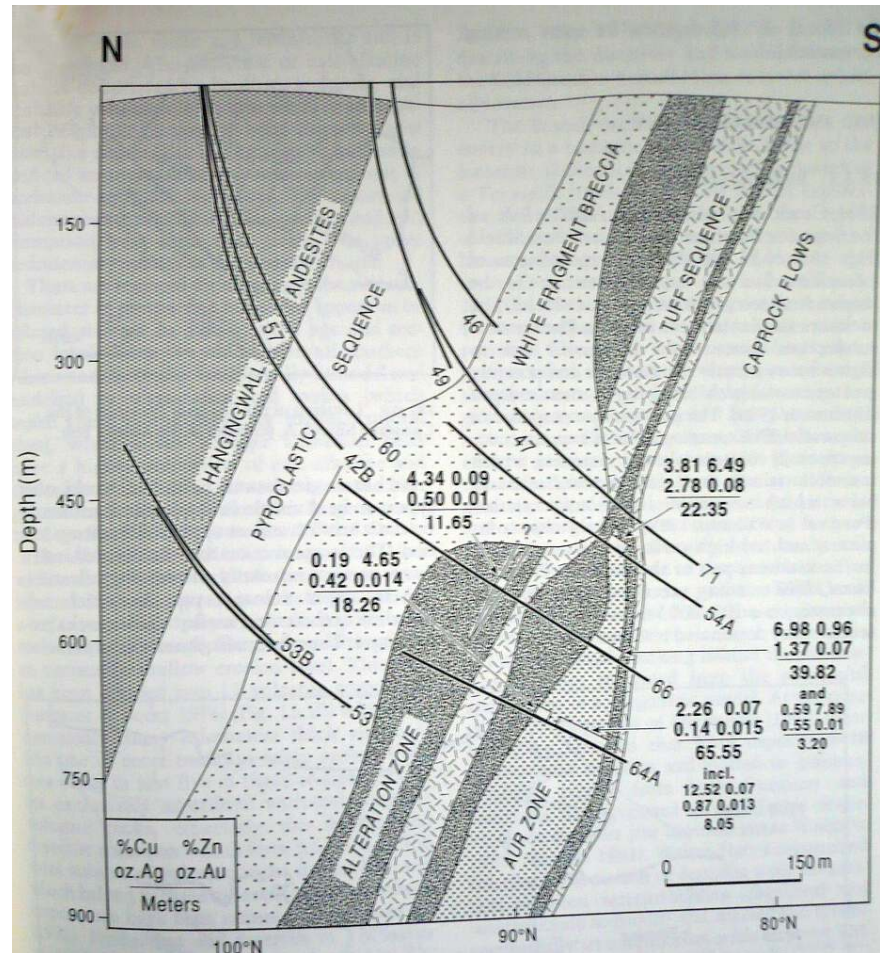 N
S
150
300
450
600
750
900
Depth (m)
HANGINGWALL ANDESITES
PYROCLASTIC SEQUENCE
WHITE FRAGMENT BRECCIA
TUFF SEQUENCE
CAPROCK FLOWS
57
46
49
47
60
42B
71
54A
53B
53
66
64A
?
4.34 0.09
0.50 0.01
11.65
0.19 4.65
0.42 0.014
18.26
3.81 6.49
2.78 0.08
22.35
6.98 0.96
1.37 0.07
39.82
and
0.59 7.89
0.55 0.01
3.20
2.26 0.07
0.14 0.015
65.55
incl.
12.52 0.07
0.87 0.013
8.05
ALTERATION ZONE
AUR ZONE
%Cu %Zn
oz.Ag oz.Au
Meters
0 150 m
100°N
90°N
80°N